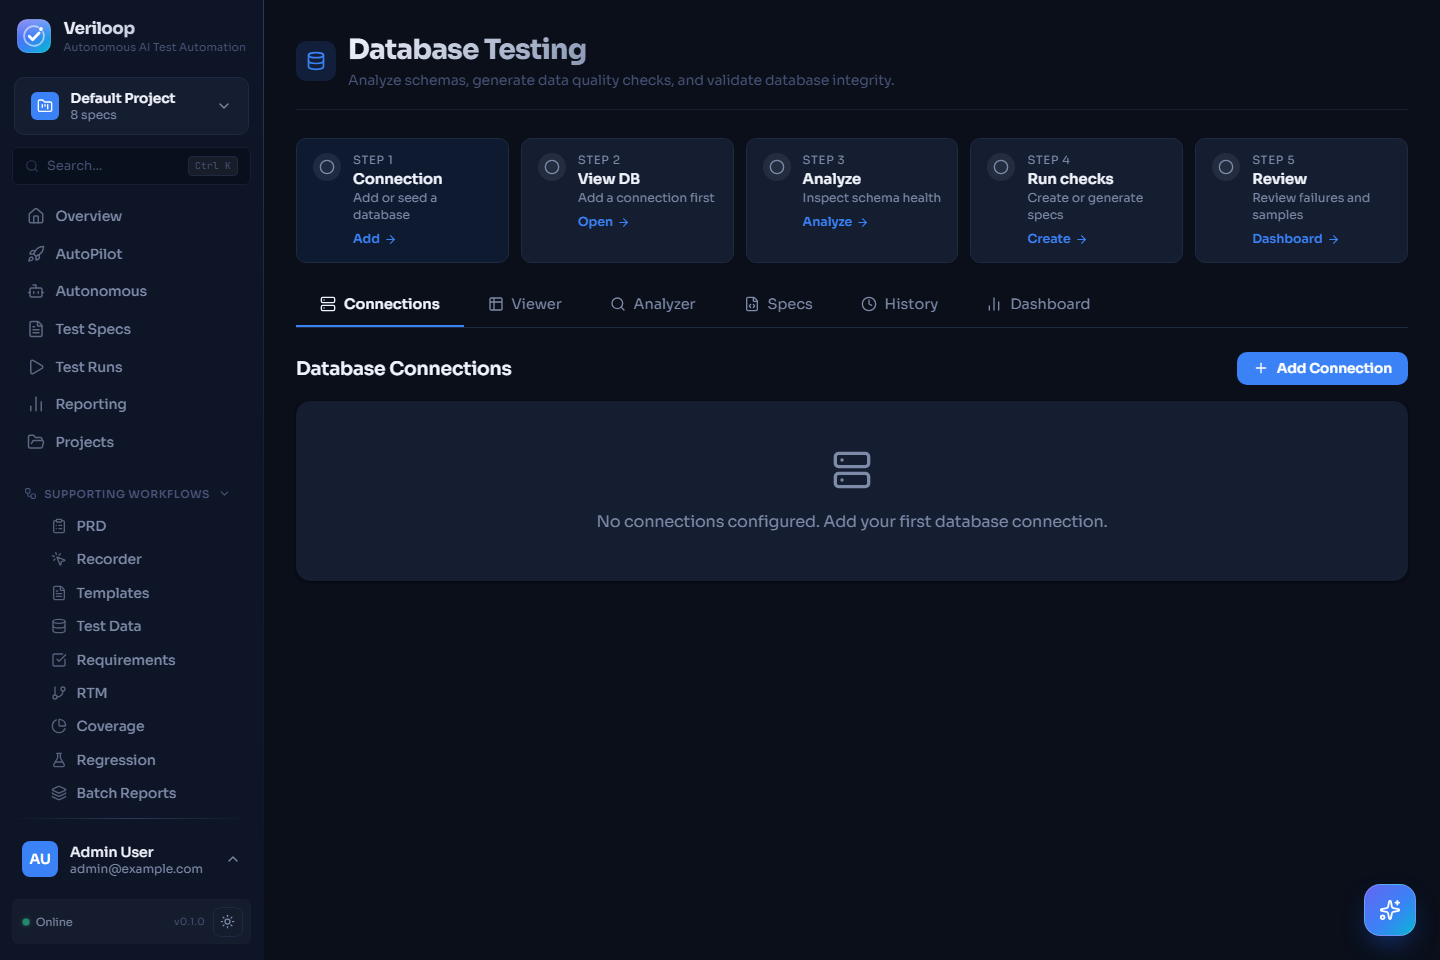 Veriloop
Autonomous AI Test Automation
Default Project
8 specs
Search...
Ctrl K
Overview
AutoPilot
Autonomous
Test Specs
Test Runs
Reporting
Projects
SUPPORTING WORKFLOWS
PRD
Recorder
Templates
Test Data
Requirements
RTM
Coverage
Regression
Batch Reports
AU
Admin User
admin@example.com
Online
v0.1.0
Database Testing
Analyze schemas, generate data quality checks, and validate database integrity.
STEP 1
Connection
Add or seed a
database
Add →
STEP 2
View DB
Add a connection first
Open →
STEP 3
Analyze
Inspect schema health
Analyze →
STEP 4
Run checks
Create or generate
specs
Create →
STEP 5
Review
Review failures and
samples
Dashboard →
Connections
Viewer
Analyzer
Specs
History
Dashboard
Database Connections
+ Add Connection
No connections configured. Add your first database connection.